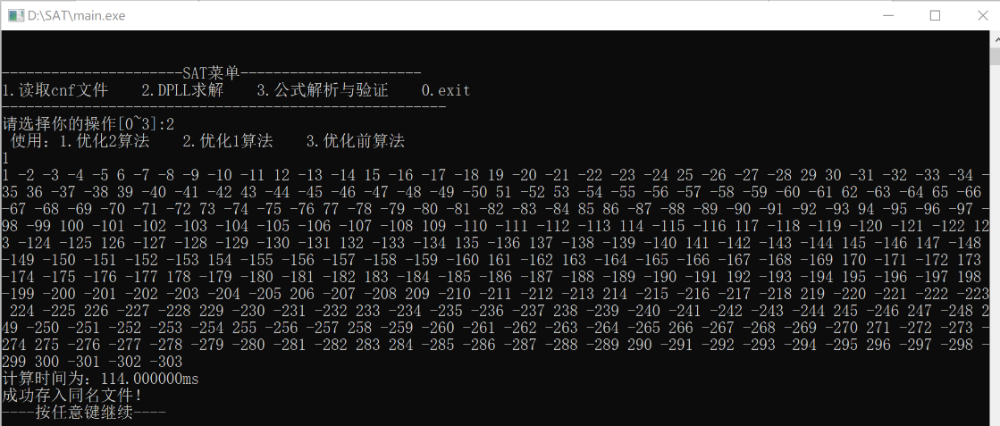 D:\SAT\main.exe
----------------------SAT菜单----------------------
1.读取cnf文件    2.DPLL求解    3.公式解析与验证    0.exit
------------------------------------------------------
请选择你的操作[0~3]:2
 使用：1.优化2算法    2.优化1算法    3.优化前算法
1
1 -2 -3 -4 -5 6 -7 -8 -9 -10 -11 12 -13 -14 15 -16 -17 -18 19 -20 -21 -22 -23 -24 25 -26 -27 -28 29 30 -31 -32 -33 -34 -
35 36 -37 -38 39 -40 -41 -42 43 -44 -45 -46 -47 -48 -49 -50 51 -52 53 -54 -55 -56 -57 -58 -59 -60 -61 62 -63 -64 65 -66
-67 -68 -69 -70 -71 -72 73 -74 -75 -76 77 -78 -79 -80 -81 -82 -83 -84 85 86 -87 -88 -89 -90 -91 -92 -93 94 -95 -96 -97 -
98 -99 100 -101 -102 -103 -104 -105 -106 -107 -108 109 -110 -111 -112 -113 114 -115 -116 117 -118 -119 -120 -121 -122 12
3 -124 -125 126 -127 -128 -129 -130 -131 132 -133 -134 135 -136 137 -138 -139 -140 141 -142 -143 -144 145 -146 147 -148
-149 -150 -151 -152 -153 154 -155 -156 -157 -158 -159 -160 161 -162 163 -164 -165 -166 -167 -168 -169 170 -171 -172 173
-174 -175 -176 -177 178 -179 -180 -181 -182 183 -184 -185 -186 -187 -188 -189 -190 -191 192 -193 -194 195 -196 -197 198
-199 -200 -201 -202 -203 -204 -205 206 -207 -208 209 -210 -211 -212 -213 214 -215 -216 -217 -218 219 -220 -221 -222 -223
 224 -225 226 -227 -228 229 -230 -231 -232 233 -234 -235 -236 -237 238 -239 -240 -241 -242 -243 -244 245 -246 247 -248 2
49 -250 -251 -252 -253 -254 255 -256 -257 258 -259 -260 -261 -262 263 -264 -265 -266 -267 -268 -269 -270 271 -272 -273 -
274 275 -276 -277 -278 -279 -280 -281 -282 283 284 -285 -286 -287 -288 -289 290 -291 -292 -293 -294 -295 296 -297 -298 -
299 300 -301 -302 -303
计算时间为：114.000000ms
成功存入同名文件！
----按任意键继续----